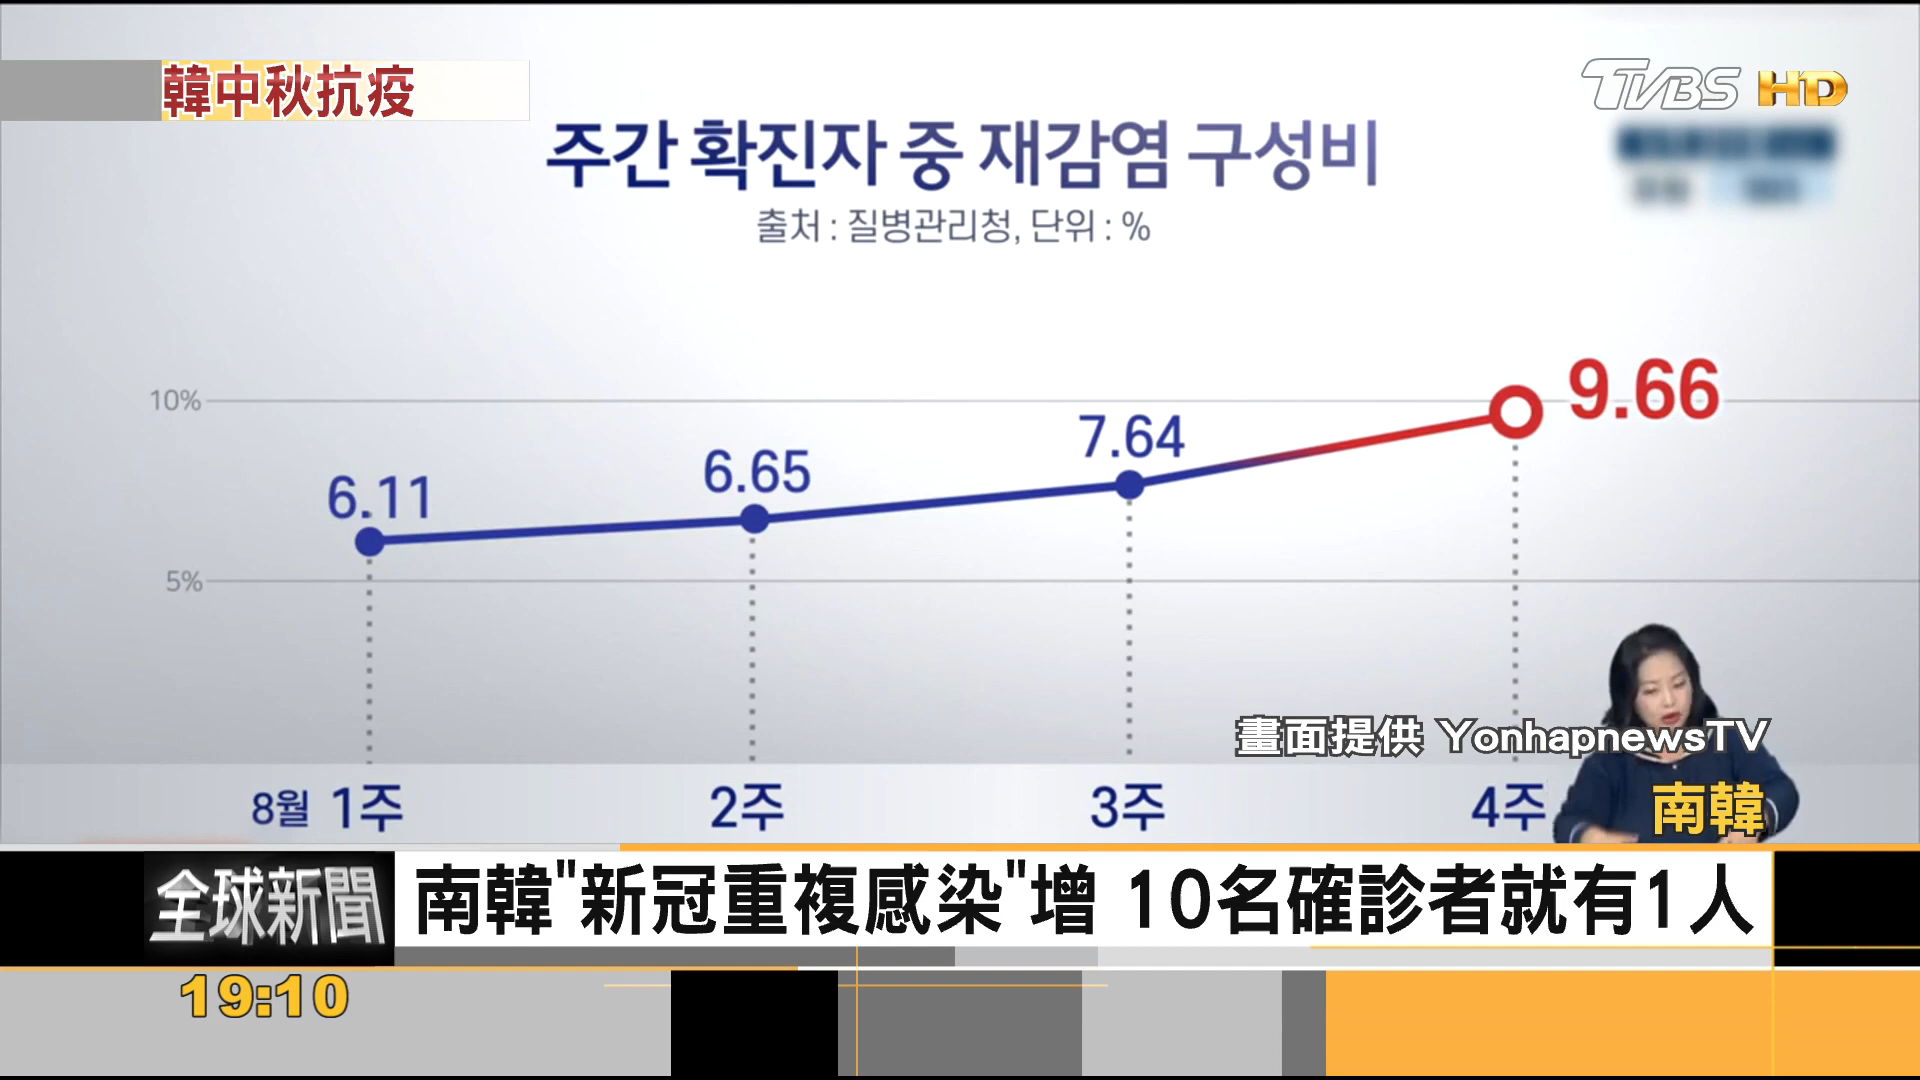 韓中秋抗疫
TVBS HD
주간 확진자 중 재감염 구성비
출처 : 질병관리청, 단위 : %
10%
9.66
7.64
6.65
6.11
5%
畫面提供 YonhapnewsTV
8월 1주 2주 3주 4주
南韓
全球新聞
南韓"新冠重複感染"增 10名確診者就有1人
19:10